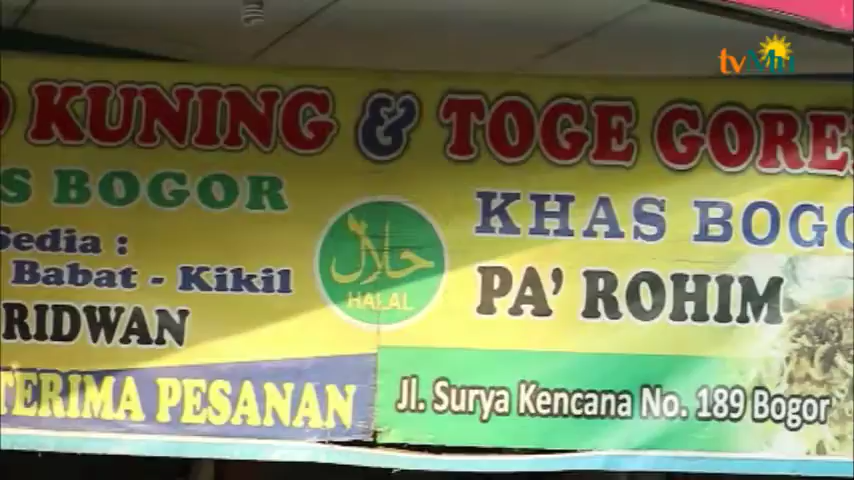 tvMu
KUNING & TOGE GORE
S BOGOR
KHAS BOGO
Sedia :
Babat - Kikil
حلال
HALAL
PA' ROHIM
RIDWAN
TERIMA PESANAN
Jl. Surya Kencana No. 189 Bogor